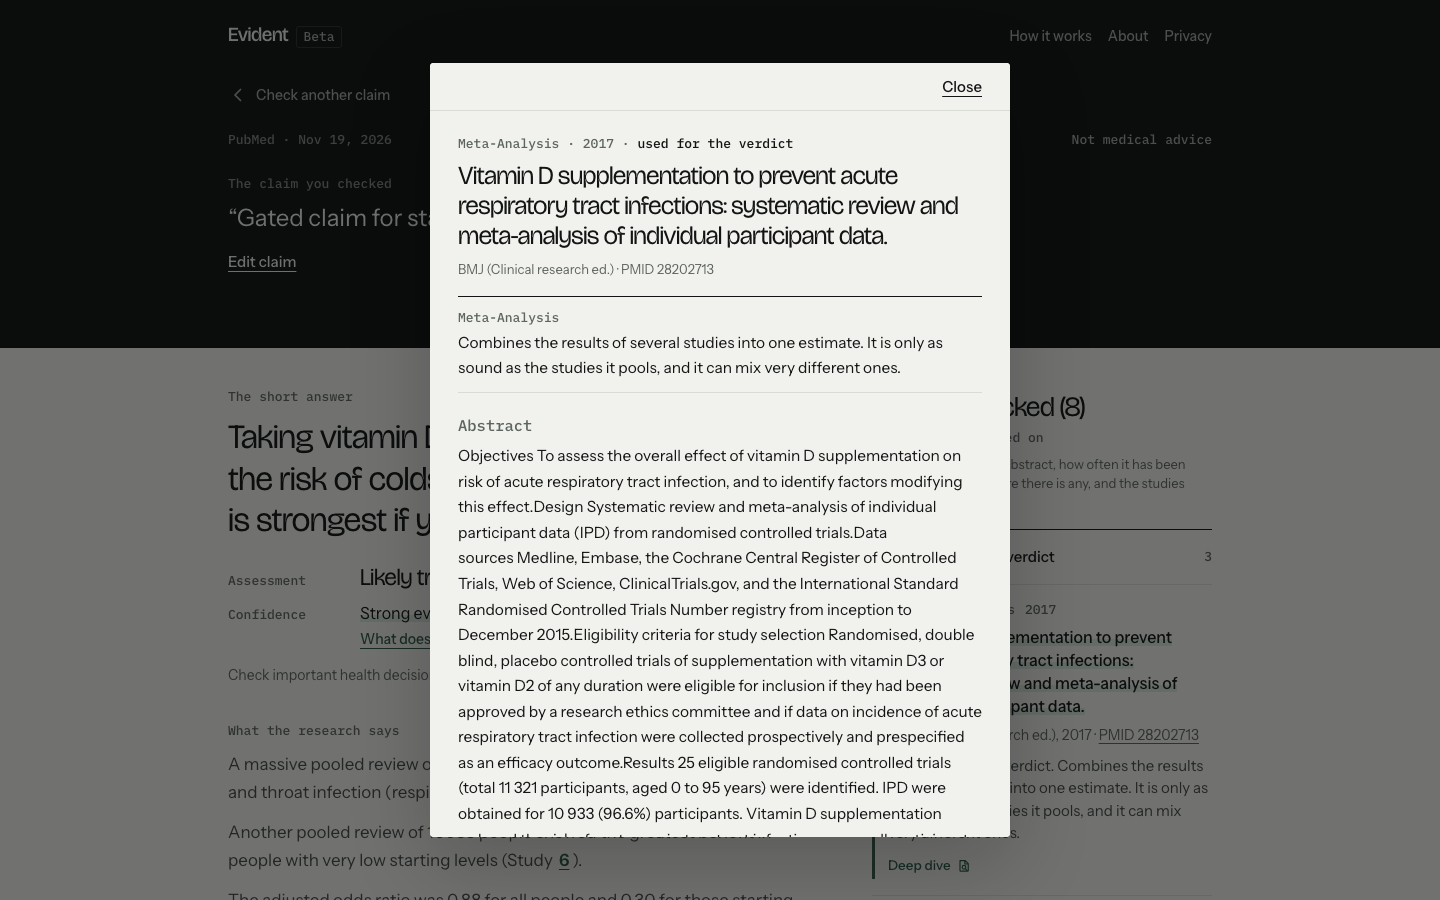 Evident Beta
How it works About Privacy
Check another claim
PubMed · Nov 19, 2026
Not medical advice
The claim you checked
“Gated claim for
Edit claim
The short answer
Taking vitamin
the risk of
is strongest if
Assessment
Likely
Confidence
Strong
What does
Check important health
What the research says
A massive pooled review
and throat infection
Another pooled review of
people with very low starting levels (Study 6 ).
The adjusted odds ratio was 0.88 for all people and 0.30 for those starting
Close
Meta-Analysis · 2017 · used for the verdict
Vitamin D supplementation to prevent acute
respiratory tract infections: systematic review and
meta-analysis of individual participant data.
BMJ (Clinical research ed.) · PMID 28202713
Meta-Analysis
Combines the results of several studies into one estimate. It is only as
sound as the studies it pools, and it can mix very different ones.
Abstract
Objectives To assess the overall effect of vitamin D supplementation on
risk of acute respiratory tract infection, and to identify factors modifying
this effect.Design Systematic review and meta-analysis of individual
participant data (IPD) from randomised controlled trials.Data
sources Medline, Embase, the Cochrane Central Register of Controlled
Trials, Web of Science, ClinicalTrials.gov, and the International Standard
Randomised Controlled Trials Number registry from inception to
December 2015.Eligibility criteria for study selection Randomised, double
blind, placebo controlled trials of supplementation with vitamin D3 or
vitamin D2 of any duration were eligible for inclusion if they had been
approved by a research ethics committee and if data on incidence of acute
respiratory tract infection were collected prospectively and prespecified
as an efficacy outcome.Results 25 eligible randomised controlled trials
(total 11 321 participants, aged 0 to 95 years) were identified. IPD were
obtained for 10 933 (96.6%) participants. Vitamin D supplementation
(8)
on
how often it has been
there is any, and the studies
verdict 3
2017
to prevent
tract infections:
and meta-analysis of
data.
ed.), 2017 · PMID 28202713
Combines the results
into one estimate. It is only as
it pools, and it can mix
Deep dive